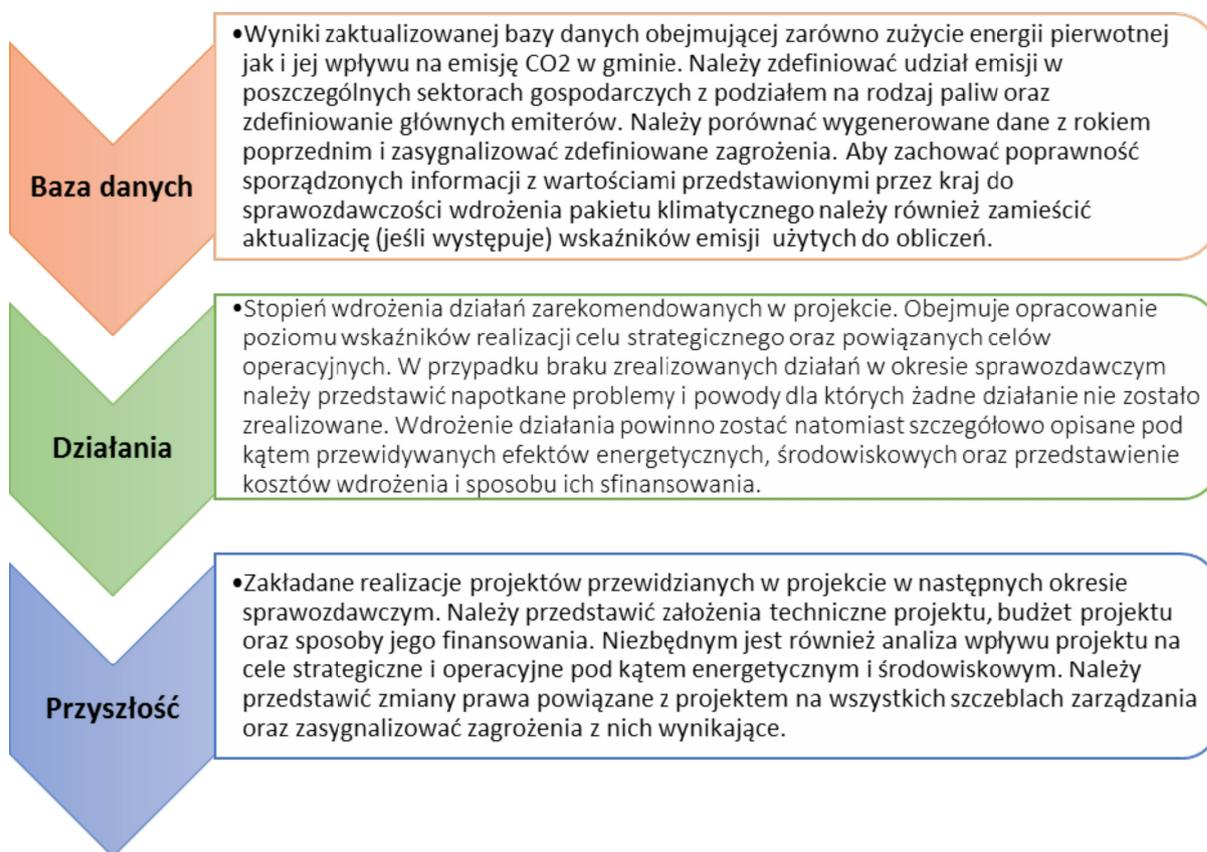 Baza danych
•Wyniki zaktualizowanej bazy danych obejmującej zarówno zużycie energii pierwotnej
jak i jej wpływu na emisję CO2 w gminie. Należy zdefiniować udział emisji w
poszczególnych sektorach gospodarczych z podziałem na rodzaj paliw oraz
zdefiniowanie głównych emiterów. Należy porównać wygenerowane dane z rokiem
poprzednim i zasygnalizować zdefiniowane zagrożenia. Aby zachować poprawność
sporządzonych informacji z wartościami przedstawionymi przez kraj do
sprawozdawczości wdrożenia pakietu klimatycznego należy również zamieścić
aktualizację (jeśli występuje) wskaźników emisji użytych do obliczeń.
Działania
•Stopień wdrożenia działań zarekomendowanych w projekcie. Obejmuje opracowanie
poziomu wskaźników realizacji celu strategicznego oraz powiązanych celów
operacyjnych. W przypadku braku zrealizowanych działań w okresie sprawozdawczym
należy przedstawić napotkane problemy i powody dla których żadne działanie nie zostało
zrealizowane. Wdrożenie działania powinno zostać natomiast szczegółowo opisane pod
kątem przewidywanych efektów energetycznych, środowiskowych oraz przedstawienie
kosztów wdrożenia i sposobu ich sfinansowania.
Przyszłość
•Zakładane realizacje projektów przewidzianych w projekcie w następnych okresie
sprawozdawczym. Należy przedstawić założenia techniczne projektu, budżet projektu
oraz sposoby jego finansowania. Niezbędnym jest również analiza wpływu projektu na
cele strategiczne i operacyjne pod kątem energetycznym i środowiskowym. Należy
przedstawić zmiany prawa powiązane z projektem na wszystkich szczeblach zarządzania
oraz zasygnalizować zagrożenia z nich wynikające.